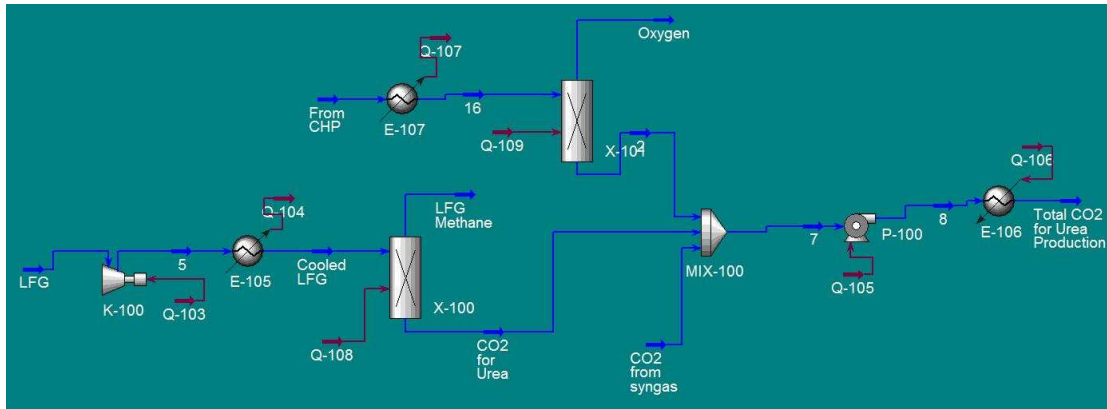 Oxygen
Q-107
From
CHP
E-107
16
Q-109
X-101
2
Q-104
LFG
Methane
LFG
5
K-100
Q-103
E-105
Cooled
LFG
X-100
Q-108
CO2
for
Urea
CO2
from
syngas
MIX-100
7
P-100
Q-105
8
Q-106
E-106
Total CO2
for Urea
Production